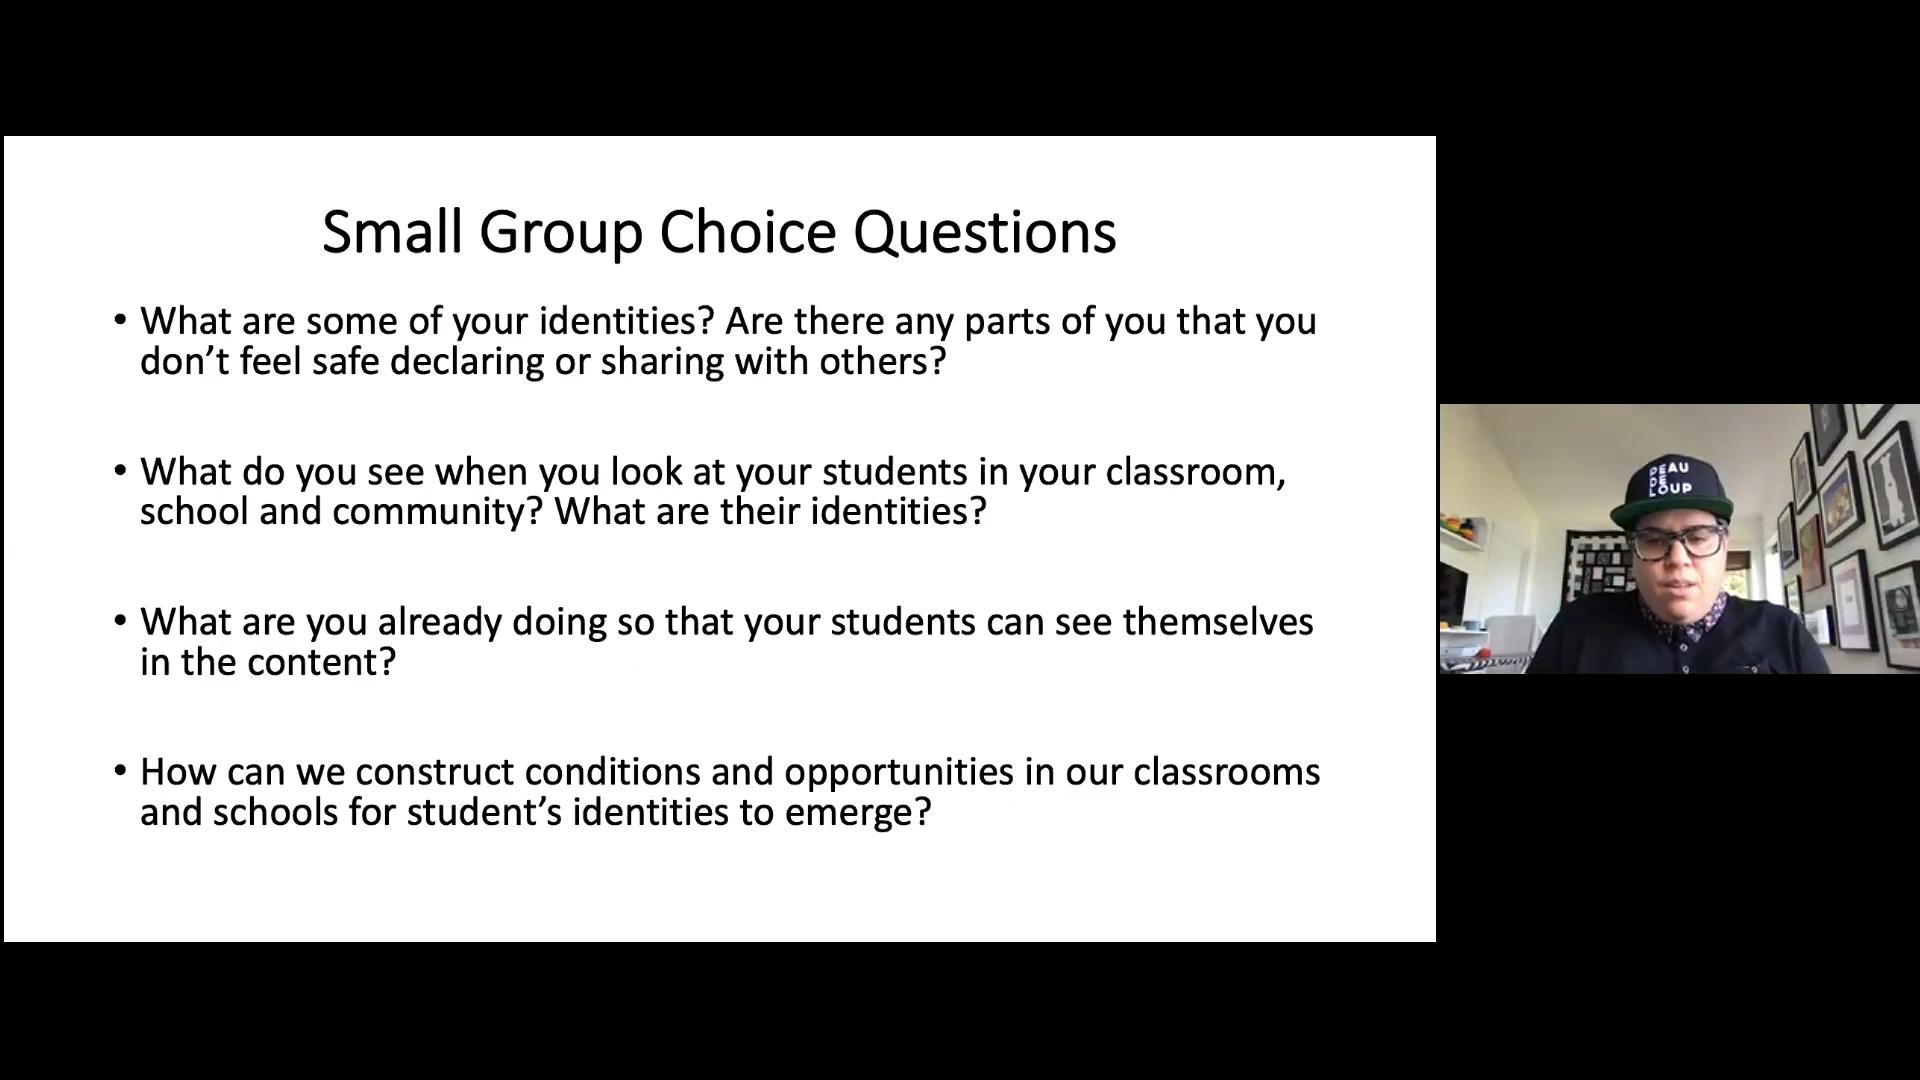 Small Group Choice Questions
• What are some of your identities? Are there any parts of you that you
don’t feel safe declaring or sharing with others?
• What do you see when you look at your students in your classroom,
school and community? What are their identities?
• What are you already doing so that your students can see themselves
in the content?
• How can we construct conditions and opportunities in our classrooms
and schools for student’s identities to emerge?
PEAU
DE
LOUP